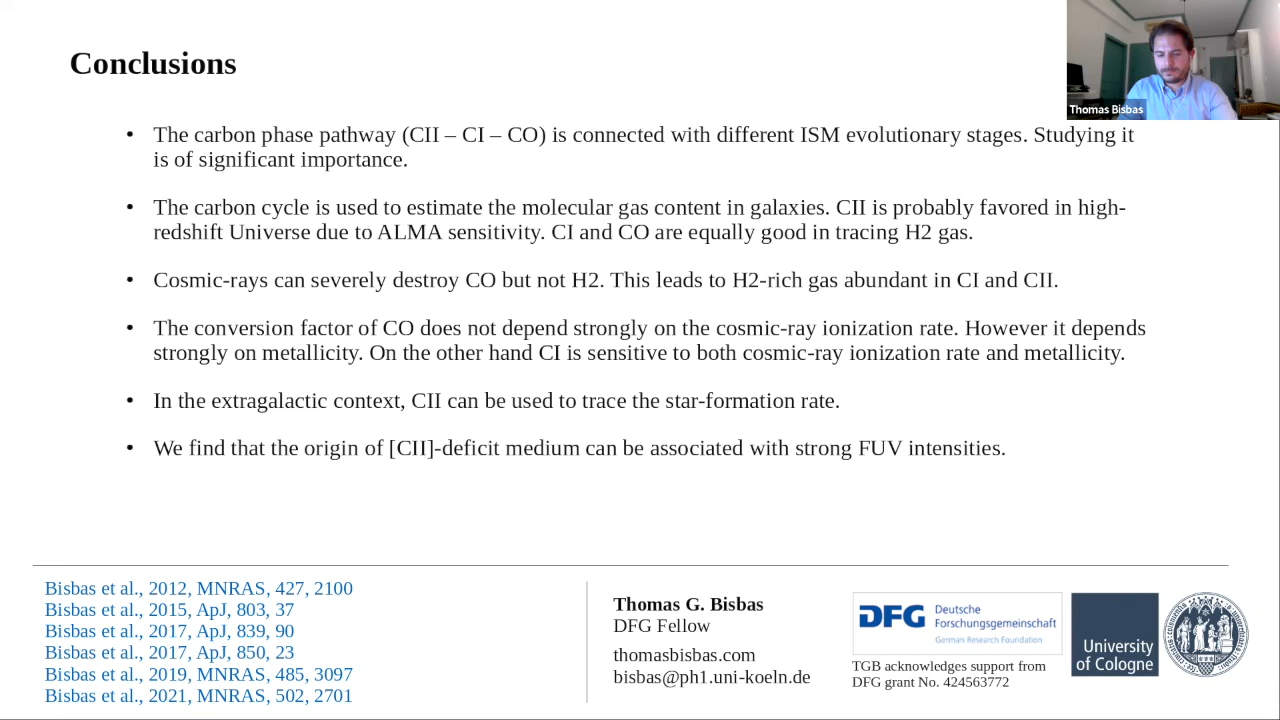 Conclusions
Thomas Bisbas
• The carbon phase pathway (CII – CI – CO) is connected with different ISM evolutionary stages. Studying it
is of significant importance.
• The carbon cycle is used to estimate the molecular gas content in galaxies. CII is probably favored in high-
redshift Universe due to ALMA sensitivity. CI and CO are equally good in tracing H2 gas.
• Cosmic-rays can severely destroy CO but not H2. This leads to H2-rich gas abundant in CI and CII.
• The conversion factor of CO does not depend strongly on the cosmic-ray ionization rate. However it depends
strongly on metallicity. On the other hand CI is sensitive to both cosmic-ray ionization rate and metallicity.
• In the extragalactic context, CII can be used to trace the star-formation rate.
• We find that the origin of [CII]-deficit medium can be associated with strong FUV intensities.
Bisbas et al., 2012, MNRAS, 427, 2100
Bisbas et al., 2015, ApJ, 803, 37
Bisbas et al., 2017, ApJ, 839, 90
Bisbas et al., 2017, ApJ, 850, 23
Bisbas et al., 2019, MNRAS, 485, 3097
Bisbas et al., 2021, MNRAS, 502, 2701
Thomas G. Bisbas
DFG Fellow
thomasbisbas.com
bisbas@ph1.uni-koeln.de
DFG
Deutsche
Forschungsgemeinschaft
German Research Foundation
TGB acknowledges support from
DFG grant No. 424563772
University
of Cologne